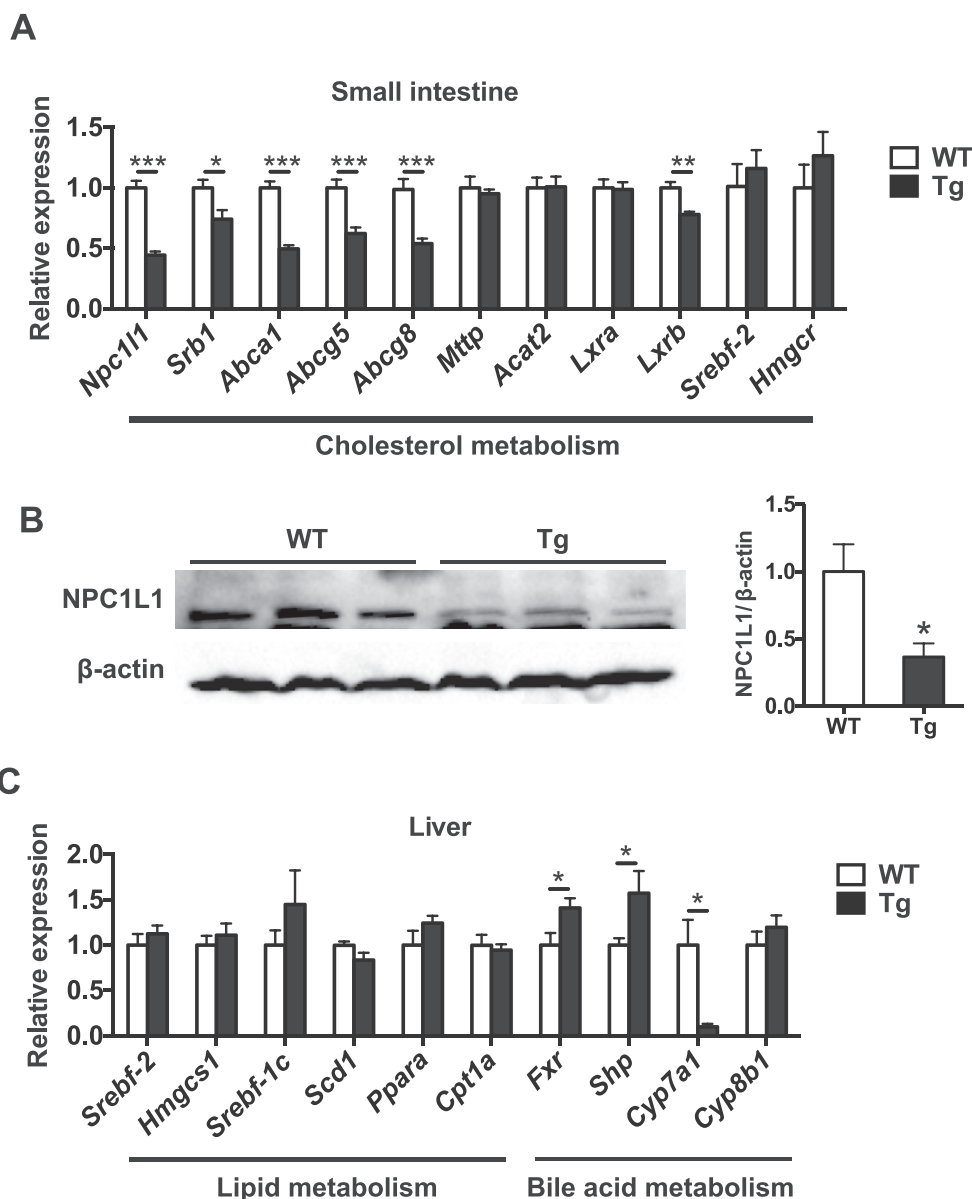 A
Small intestine
Relative expression
1.5
1.0
0.5
0.0
*** * *** *** *** **
WT
Tg
Npc1l1 Srb1 Abca1 Abcg5 Abcg8 Mttp Acat2 Lxra Lxrb Srebf-2 Hmgcr
Cholesterol metabolism
B
WT Tg
NPC1L1
β-actin
NPC1L1/ β-actin
1.5
1.0
0.5
0.0
*
WT Tg
C
Liver
Relative expression
2.0
1.5
1.0
0.5
0.0
* * *
WT
Tg
Srebf-2 Hmgcs1 Srebf-1c Scd1 Ppara Cpt1a Fxr Shp Cyp7a1 Cyp8b1
Lipid metabolism Bile acid metabolism